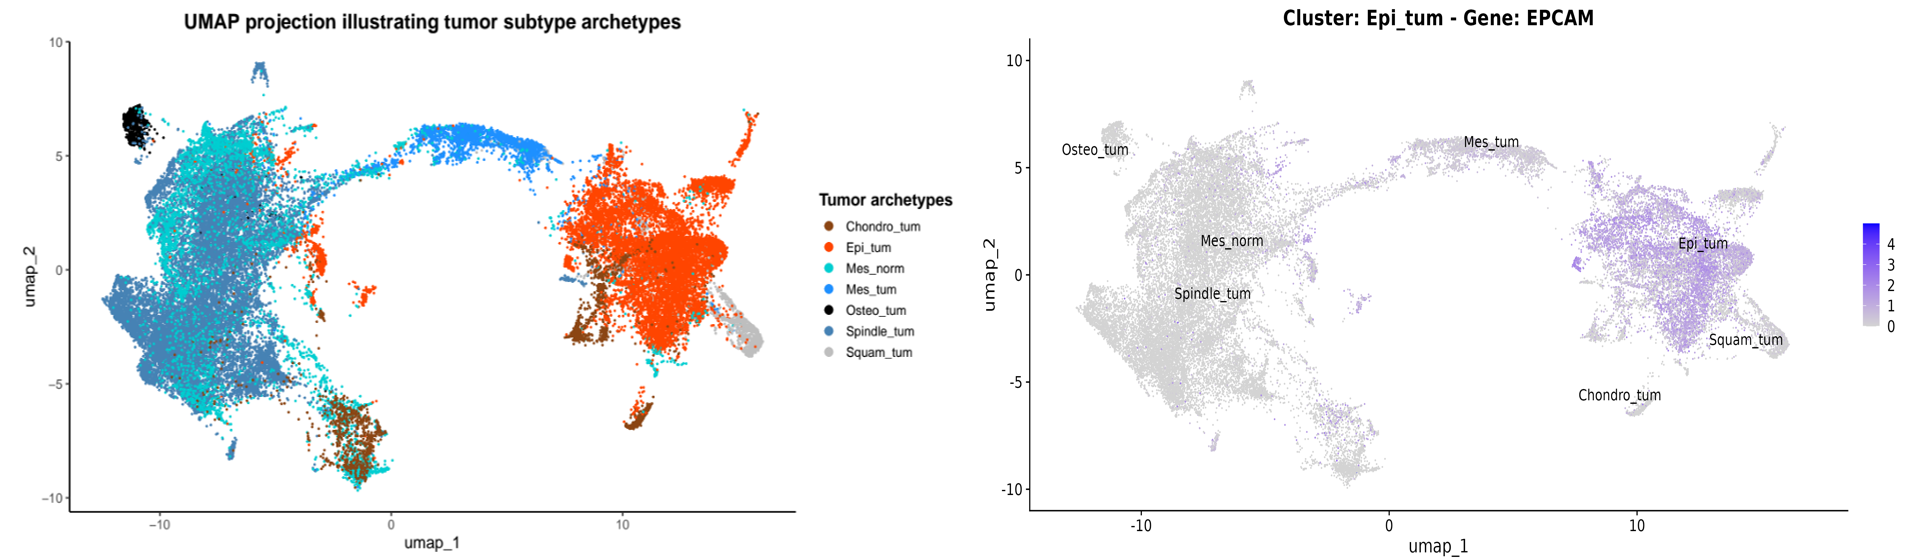 UMAP projection illustrating tumor subtype archetypes
10
5
0
−5
−10
umap_2
−10
0
10
umap_1
Tumor archetypes
Chondro_tum
Epi_tum
Mes_norm
Mes_tum
Osteo_tum
Spindle_tum
Squam_tum
Cluster: Epi_tum - Gene: EPCAM
10
5
0
-5
-10
umap_2
-10
0
10
umap_1
Osteo_tum
Mes_tum
Mes_norm
Epi_tum
Spindle_tum
Squam_tum
Chondro_tum
4
3
2
1
0